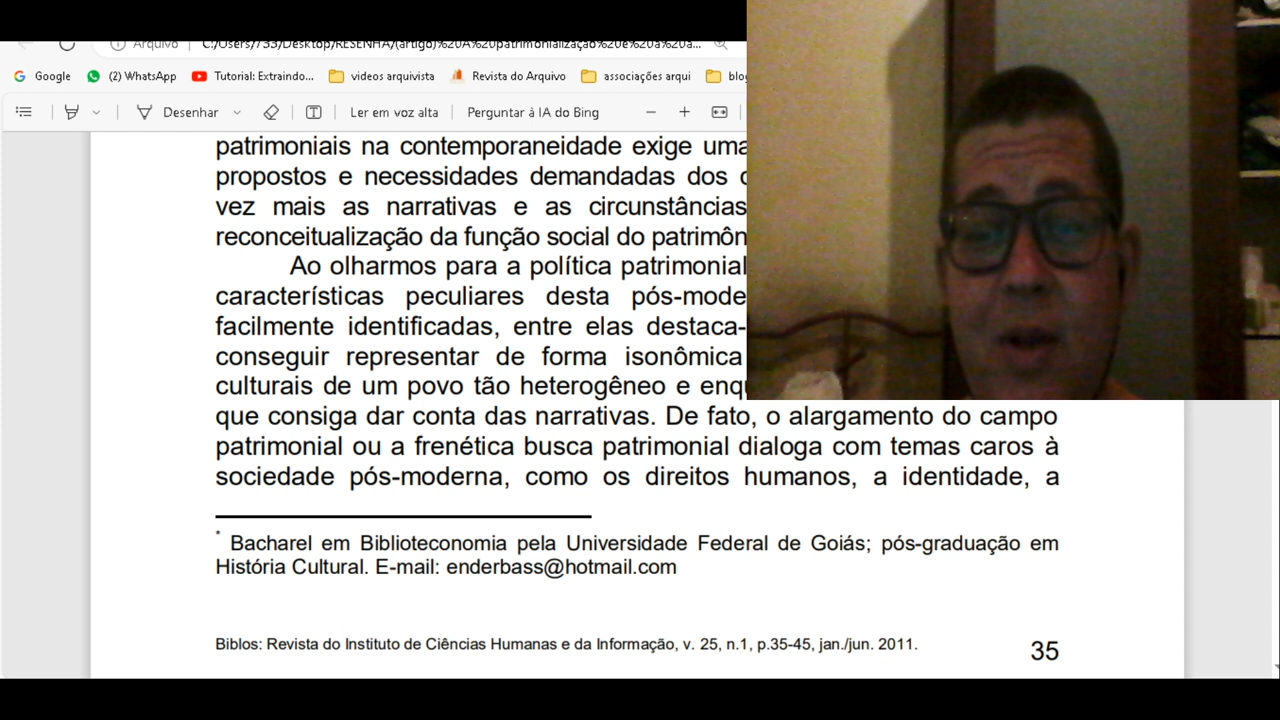 Arquivo C:/Users/733/Desktop/RESENHA/(artigo)%20A%20patrimonialização%20e%20a%20a...
Google (2) WhatsApp Tutorial: Extraindo... videos arquivista Revista do Arquivo associações arqui blog
Desenhar Ler em voz alta Perguntar à IA do Bing
patrimoniais na contemporaneidade exige uma
propostos e necessidades demandadas dos
vez mais as narrativas e as circunstâncias
reconceitualização da função social do patrimôn
Ao olharmos para a política patrimonial
características peculiares desta pós-mode
facilmente identificadas, entre elas destaca-
conseguir representar de forma isonômica
culturais de um povo tão heterogêneo e enqu
que consiga dar conta das narrativas. De fato, o alargamento do campo
patrimonial ou a frenética busca patrimonial dialoga com temas caros à
sociedade pós-moderna, como os direitos humanos, a identidade, a
* Bacharel em Biblioteconomia pela Universidade Federal de Goiás; pós-graduação em
História Cultural. E-mail: enderbass@hotmail.com
Biblos: Revista do Instituto de Ciências Humanas e da Informação, v. 25, n.1, p.35-45, jan./jun. 2011.
35